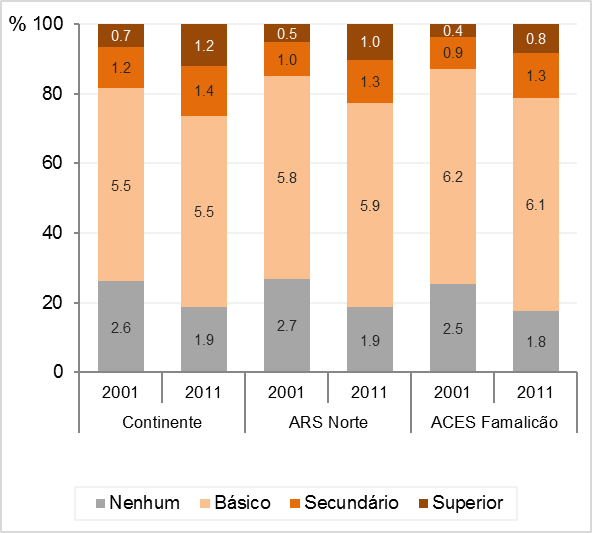 % 100
0.7 1.2 0.5 1.0 0.4 0.8
1.2 1.4 1.0 1.3 0.9 1.3
80
5.5 5.5 5.8 5.9 6.2 6.1
60
40
20
2.6 1.9 2.7 1.9 2.5 1.8
0
2001 2011 2001 2011 2001 2011
Continente ARS Norte ACES Famalicão
Nenhum Básico Secundário Superior